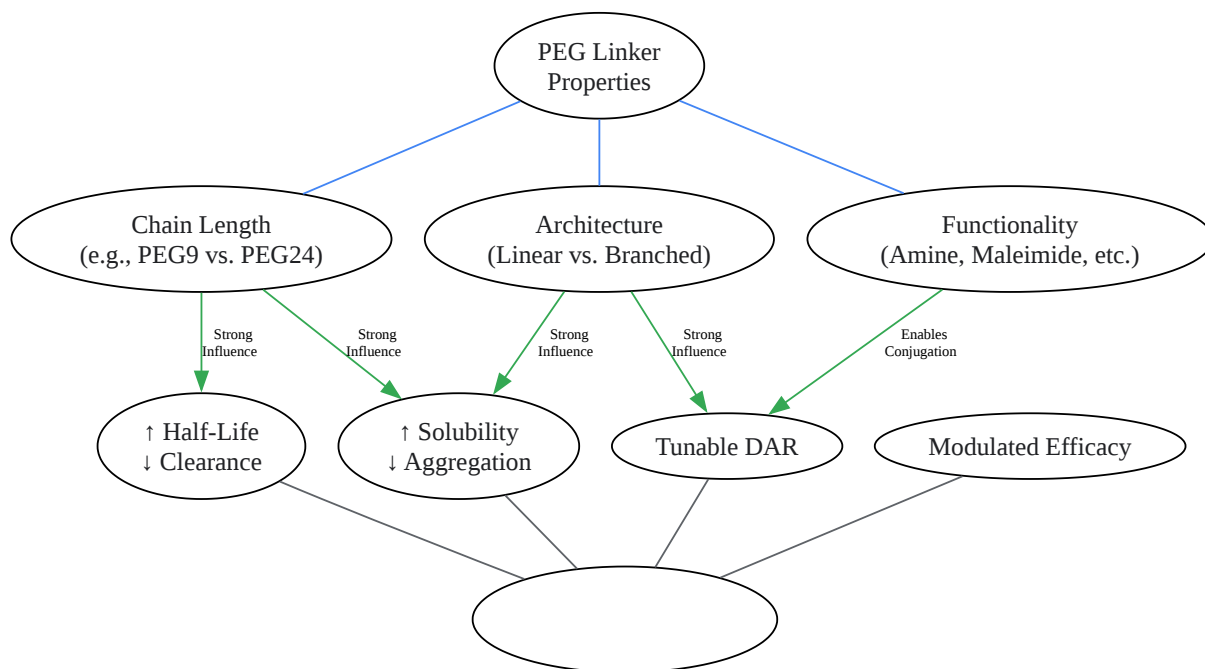 PEG Linker
Properties
Chain Length
(e.g., PEG9 vs. PEG24)
Architecture
(Linear vs. Branched)
Functionality
(Amine, Maleimide, etc.)
Strong
Influence
Strong
Influence
Strong
Influence
Strong
Influence
Enables
Conjugation
↑ Half-Life
↓ Clearance
↑ Solubility
↓ Aggregation
Tunable DAR
Modulated Efficacy